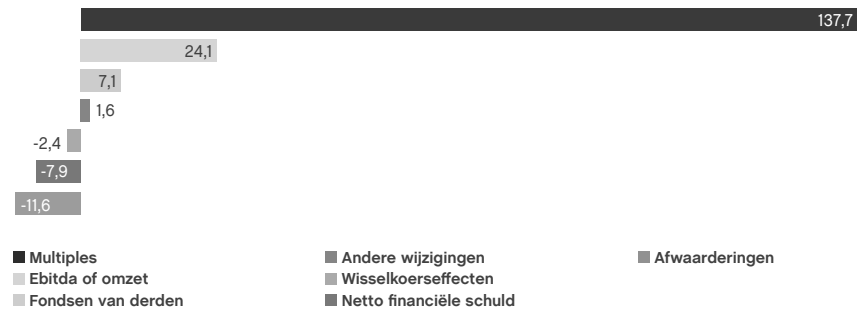 137,7
24,1
7,1
1,6
-2,4
-7,9
-11,6
Multiples
Ebitda of omzet
Fondsen van derden
Andere wijzigingen
Wisselkoerseffecten
Netto financiële schuld
Afwaarderingen